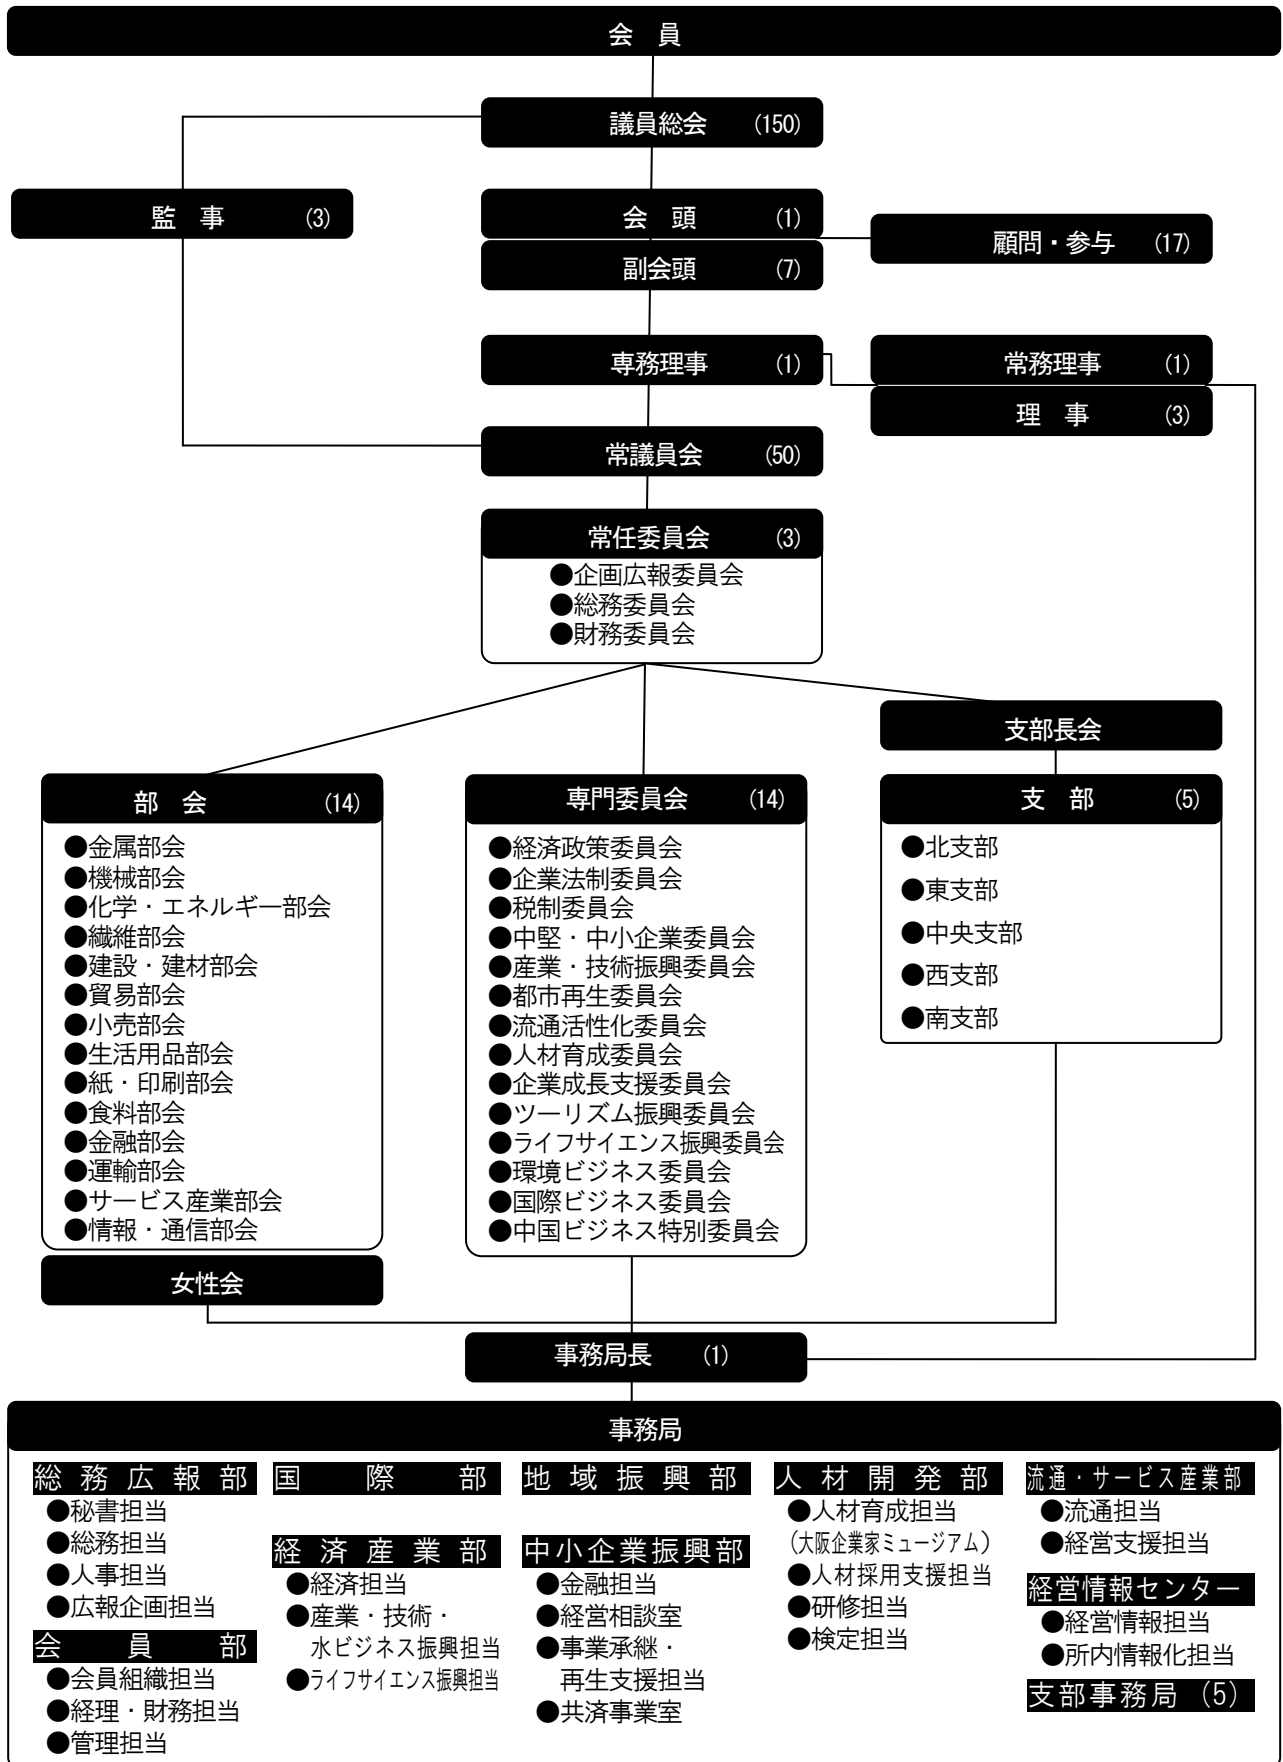 会　員
議員総会　(150)
監　事　(3)
会　頭　(1)
副会頭　(7)
顧問・参与　(17)
専務理事　(1)
常務理事　(1)
理　事　(3)
常議員会　(50)
常任委員会　(3)
●企画広報委員会
●総務委員会
●財務委員会
部　会　(14)
●金属部会
●機械部会
●化学・エネルギー部会
●繊維部会
●建設・建材部会
●貿易部会
●小売部会
●生活用品部会
●紙・印刷部会
●食料部会
●金融部会
●運輸部会
●サービス産業部会
●情報・通信部会
女性会
専門委員会　(14)
●経済政策委員会
●企業法制委員会
●税制委員会
●中堅・中小企業委員会
●産業・技術振興委員会
●都市再生委員会
●流通活性化委員会
●人材育成委員会
●企業成長支援委員会
●ツーリズム振興委員会
●ライフサイエンス振興委員会
●環境ビジネス委員会
●国際ビジネス委員会
●中国ビジネス特別委員会
支部長会
支　部　(5)
●北支部
●東支部
●中央支部
●西支部
●南支部
事務局長　(1)
事務局
総務広報部
●秘書担当
●総務担当
●人事担当
●広報企画担当
会員部
●会員組織担当
●経理・財務担当
●管理担当
国際部
経済産業部
●経済担当
●産業・技術・
水ビジネス振興担当
●ライフサイエンス振興担当
地域振興部
中小企業振興部
●金融担当
●経営相談室
●事業承継・
再生支援担当
●共済事業室
人材開発部
●人材育成担当
（大阪企業家ミュージアム）
●人材採用支援担当
●研修担当
●検定担当
流通・サービス産業部
●流通担当
●経営支援担当
経営情報センター
●経営情報担当
●所内情報化担当
支部事務局（5）